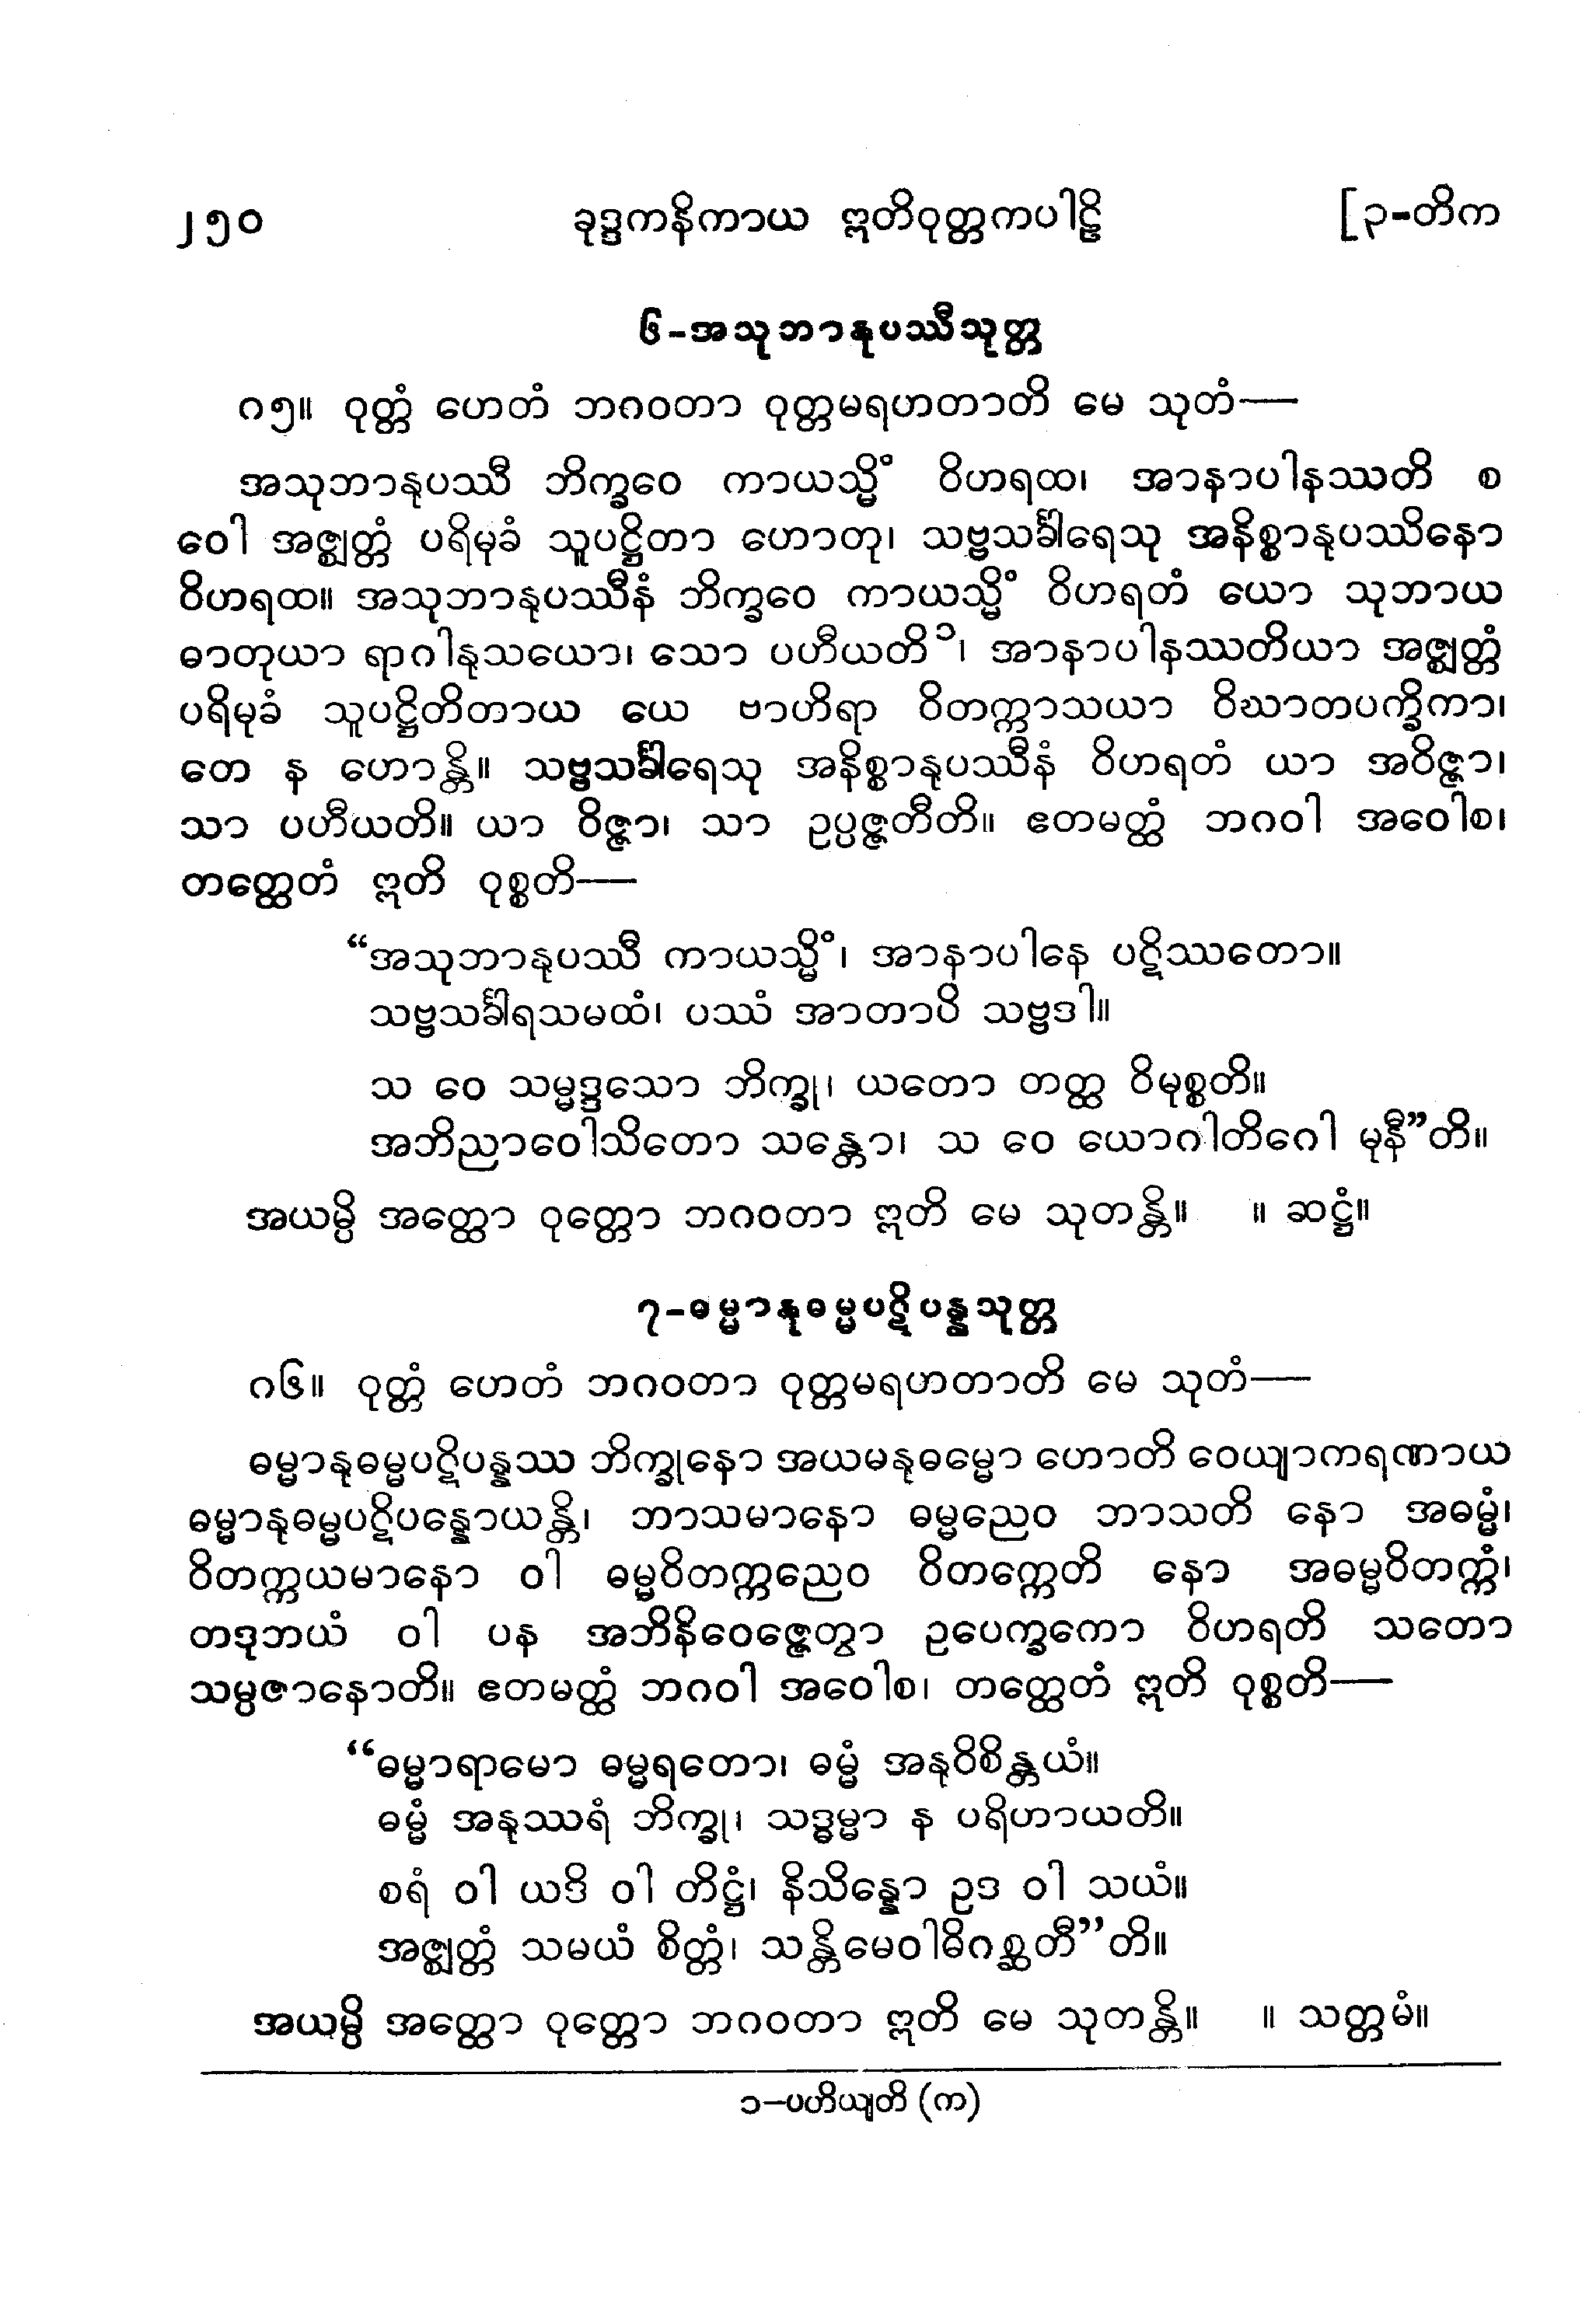 ၂၅၀ ခုဒ္ဒကနိကာယ ဣတိဝုတ္တကပါဠိ [၃-တိက
၆-အသုဘာနုပဿီသုတ္တ
၈၅။ ဝုတ္တံ ဟေတံ ဘဂဝတာ ဝုတ္တမရဟတာတိ မေ သုတံ—
အသုဘာနုပဿီ ဘိက္ခဝေ ကာယသ္မိံ ဝိဟရထ၊ အာနာပါနဿတိ စ
ဝေါ အဇ္ဈတ္တံ ပရိမုခံ သူပဋ္ဌိတာ ဟောတု၊ သဗ္ဗသင်္ခါရေသု အနိစ္စာနုပဿိနော
ဝိဟရထ။ အသုဘာနုပဿီနံ ဘိက္ခဝေ ကာယသ္မိံ ဝိဟရတံ ယော သုဘာယ
ဓာတုယာ ရာဂါနုသယော၊ သော ပဟီယတိ၁၊ အာနာပါနဿတိယာ အဇ္ဈတ္တံ
ပရိမုခံ သူပဋ္ဌိတိတာယ ယေ ဗာဟိရာ ဝိတက္ကာသယာ ဝိဃာတပက္ခိကာ၊
တေ န ဟောန္တိ။ သဗ္ဗသင်္ခါရေသု အနိစ္စာနုပဿီနံ ဝိဟရတံ ယာ အဝိဇ္ဇာ၊
သာ ပဟီယတိ။ ယာ ဝိဇ္ဇာ၊ သာ ဥပ္ပဇ္ဇတီတိ။ ဧတမတ္ထံ ဘဂဝါ အဝေါစ၊
တတ္ထေတံ ဣတိ ဝုစ္စတိ—
“အသုဘာနုပဿီ ကာယသ္မိံ၊ အာနာပါနေ ပဋိဿတော။
သဗ္ဗသင်္ခါရသမထံ၊ ပဿံ အာတာပိ သဗ္ဗဒါ။
သ ဝေ သမ္မဒ္ဒသော ဘိက္ခု၊ ယတော တတ္ထ ဝိမုစ္စတိ။
အဘိညာဝေါသိတော သန္တော၊ သ ဝေ ယောဂါတိဂေါ မုနီ”တိ။
အယမ္ပိ အတ္ထော ဝုတ္တော ဘဂဝတာ ဣတိ မေ သုတန္တိ။ ။ ဆဋ္ဌံ။
၇-ဓမ္မာနုဓမ္မပဋိပန္နသုတ္တ
၈၆။ ဝုတ္တံ ဟေတံ ဘဂဝတာ ဝုတ္တမရဟတာတိ မေ သုတံ—
ဓမ္မာနုဓမ္မပဋိပန္နဿ ဘိက္ခုနော အယမနုဓမ္မော ဟောတိ ဝေယျာကရဏာယ
ဓမ္မာနုဓမ္မပဋိပန္နောယန္တိ၊ ဘာသမာနော ဓမ္မညေဝ ဘာသတိ နော အဓမ္မံ၊
ဝိတက္ကယမာနော ဝါ ဓမ္မဝိတက္ကညေဝ ဝိတက္ကေတိ နော အဓမ္မဝိတက္ကံ၊
တဒုဘယံ ဝါ ပန အဘိနိဝေဇ္ဇေတွာ ဥပေက္ခကော ဝိဟရတိ သတော
သမ္ပဇာနောတိ။ ဧတမတ္ထံ ဘဂဝါ အဝေါစ၊ တတ္ထေတံ ဣတိ ဝုစ္စတိ—
“ဓမ္မာရာမော ဓမ္မရတော၊ ဓမ္မံ အနုဝိစိန္တယံ။
ဓမ္မံ အနုဿရံ ဘိက္ခု၊ သဒ္ဓမ္မာ န ပရိဟာယတိ။
စရံ ဝါ ယဒိ ဝါ တိဋ္ဌံ၊ နိသိန္နော ဥဒ ဝါ သယံ။
အဇ္ဈတ္တံ သမယံ စိတ္တံ၊ သန္တိမေဝါဓိဂစ္ဆတီ”တိ။
အယမ္ပိ အတ္ထော ဝုတ္တော ဘဂဝတာ ဣတိ မေ သုတန္တိ။ ။ သတ္တမံ။
၁—ပဟိယျတိ (က)